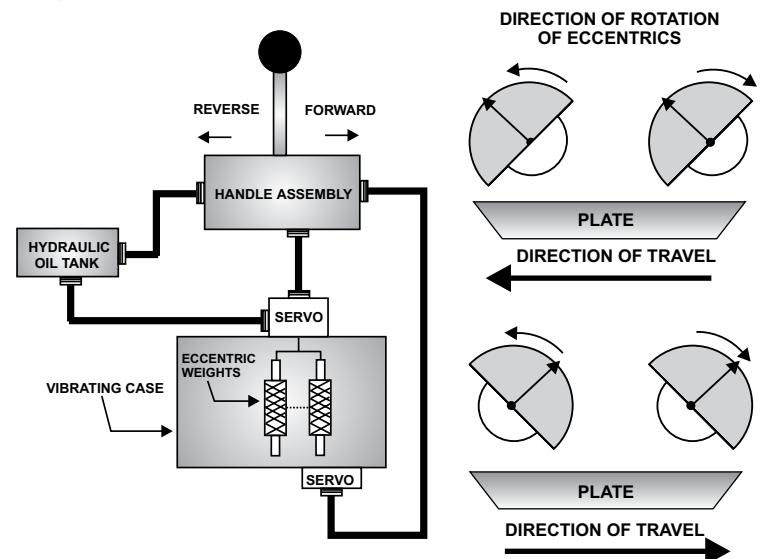 DIRECTION OF ROTATION
OF ECCENTRICS
REVERSE
FORWARD
HANDLE ASSEMBLY
HYDRAULIC
OIL TANK
SERVO
ECCENTRIC
WEIGHTS
VIBRATING CASE
SERVO
PLATE
DIRECTION OF TRAVEL
PLATE
DIRECTION OF TRAVEL